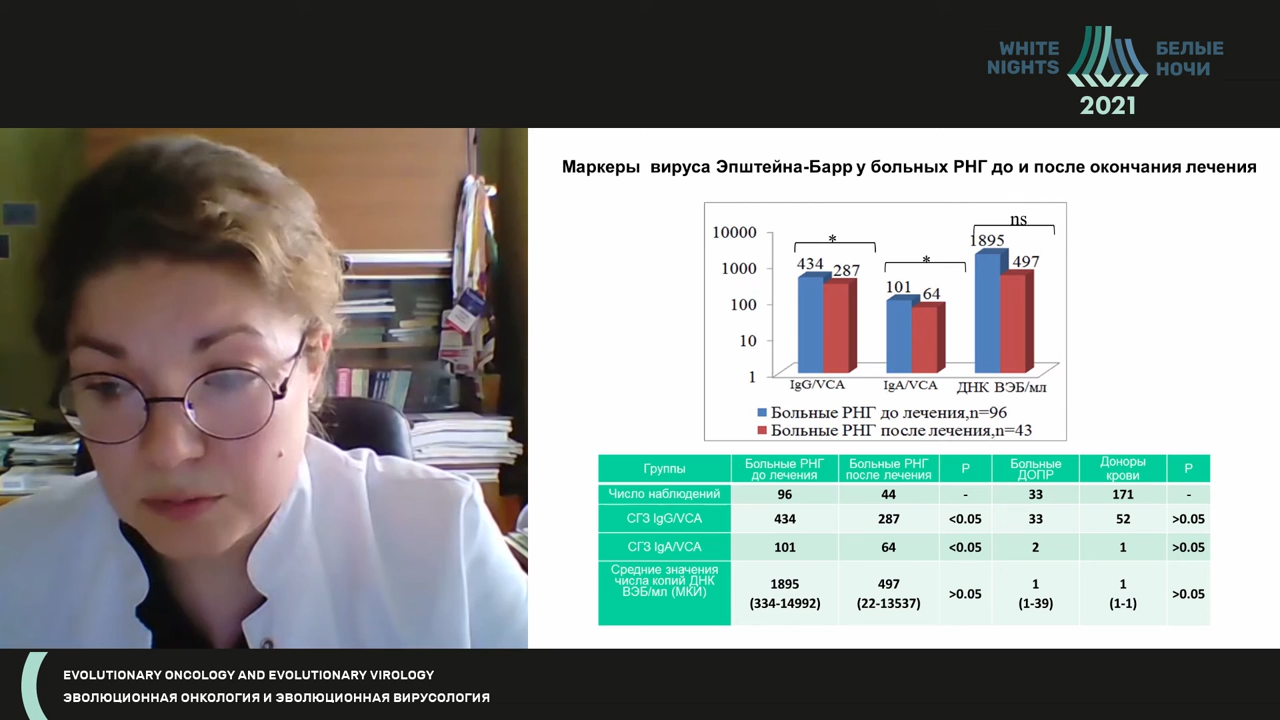 WHITE
NIGHTS
БЕЛЫЕ
НОЧИ
2021
Маркеры вируса Эпштейна-Барр у больных РНГ до и после окончания лечения
10000
1000
100
10
1
*
434
287
*
101
64
ns
1895
497
IgG/VCA
IgA/VCA
ДНК ВЭБ/мл
Больные РНГ до лечения,n=96
Больные РНГ после лечения,n=43
Группы
Больные РНГ
до лечения
Больные РНГ
после лечения
P
Больные
ДОПР
Доноры
крови
P
Число наблюдений 96 44 - 33 171 -
СГЗ IgG/VCA 434 287 <0.05 33 52 >0.05
СГЗ IgA/VCA 101 64 <0.05 2 1 >0.05
Средние значения
числа копий ДНК
ВЭБ/мл (МКИ)
1895
(334-14992)
497
(22-13537)
>0.05
1
(1-39)
1
(1-1)
>0.05
EVOLUTIONARY ONCOLOGY AND EVOLUTIONARY VIROLOGY
ЭВОЛЮЦИОННАЯ ОНКОЛОГИЯ И ЭВОЛЮЦИОННАЯ ВИРУСОЛОГИЯ